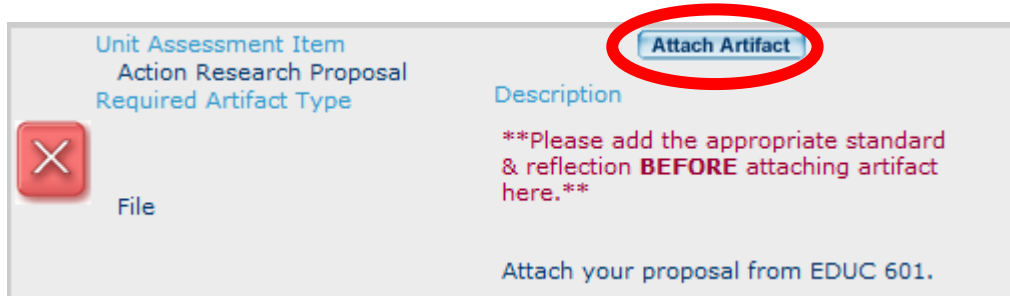 Unit Assessment Item
Attach Artifact
Action Research Proposal
Required Artifact Type
Description
**Please add the appropriate standard
& reflection BEFORE attaching artifact
here.**
File
Attach your proposal from EDUC 601.